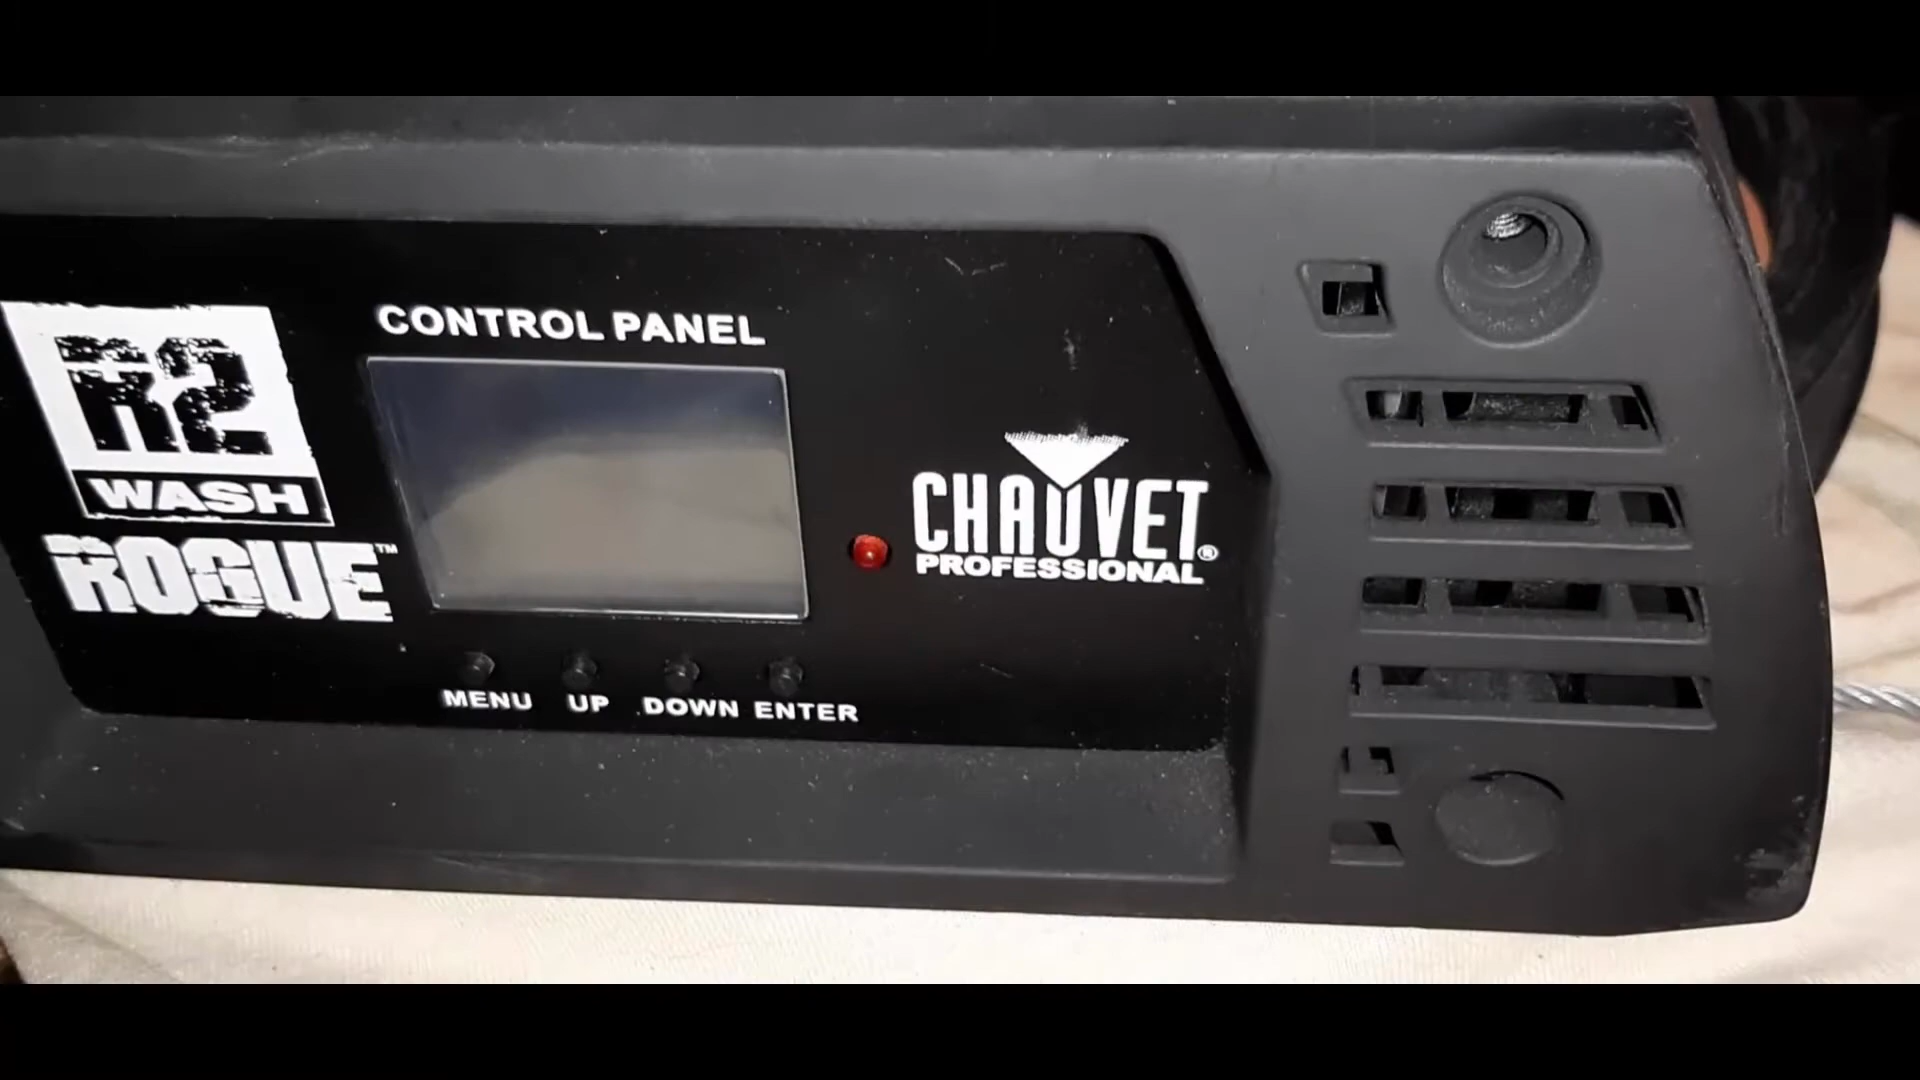 R2
WASH
ROGUE™
CONTROL PANEL
MENU UP DOWN ENTER
CHAUVET®
PROFESSIONAL